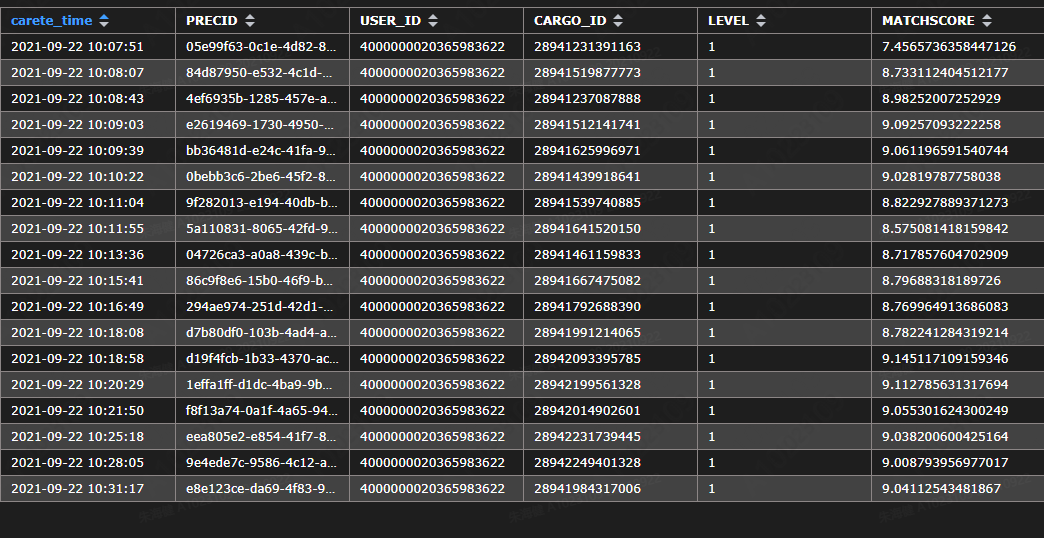 carete_time PRECID USER_ID CARGO_ID LEVEL MATCHSCORE
2021-09-22 10:07:51 05e99f63-0c1e-4d82-8... 4000000020365983622 28941231391163 1 7.4565736358447126
2021-09-22 10:08:07 84d87950-e532-4c1d-... 4000000020365983622 28941519877773 1 8.733112404512177
2021-09-22 10:08:43 4ef6935b-1285-457e-a... 4000000020365983622 28941237087888 1 8.98252007252929
2021-09-22 10:09:03 e2619469-1730-4950-... 4000000020365983622 28941512141741 1 9.09257093222258
2021-09-22 10:09:39 bb36481d-e24c-41fa-9... 4000000020365983622 28941625996971 1 9.061196591540744
2021-09-22 10:10:22 0bebb3c6-2be6-45f2-8... 4000000020365983622 28941439918641 1 9.02819787758038
2021-09-22 10:11:04 9f282013-e194-40db-b... 4000000020365983622 28941539740885 1 8.822927889371273
2021-09-22 10:11:55 5a110831-8065-42fd-9... 4000000020365983622 28941641520150 1 8.575081418159842
2021-09-22 10:13:36 04726ca3-a0a8-439c-b... 4000000020365983622 28941461159833 1 8.717857604702909
2021-09-22 10:15:41 86c9f8e6-15b0-46f9-b... 4000000020365983622 28941667475082 1 8.79688318189726
2021-09-22 10:16:49 294ae974-251d-42d1-... 4000000020365983622 28941792688390 1 8.769964913686083
2021-09-22 10:18:08 d7b80df0-103b-4ad4-a... 4000000020365983622 28941991214065 1 8.782241284319214
2021-09-22 10:18:58 d19f4fcb-1b33-4370-ac... 4000000020365983622 28942093395785 1 9.145117109159346
2021-09-22 10:20:29 1effa1ff-d1dc-4ba9-9b... 4000000020365983622 28942199561328 1 9.112785631317694
2021-09-22 10:21:50 f8f13a74-0a1f-4a65-94... 4000000020365983622 28942014902601 1 9.055301624300249
2021-09-22 10:25:18 eea805e2-e854-41f7-8... 4000000020365983622 28942231739445 1 9.038200600425164
2021-09-22 10:28:05 9e4ede7c-9586-4c12-a... 4000000020365983622 28942249401328 1 9.008793956977017
2021-09-22 10:31:17 e8e123ce-da69-4f83-9... 4000000020365983622 28941984317006 1 9.04112543481867